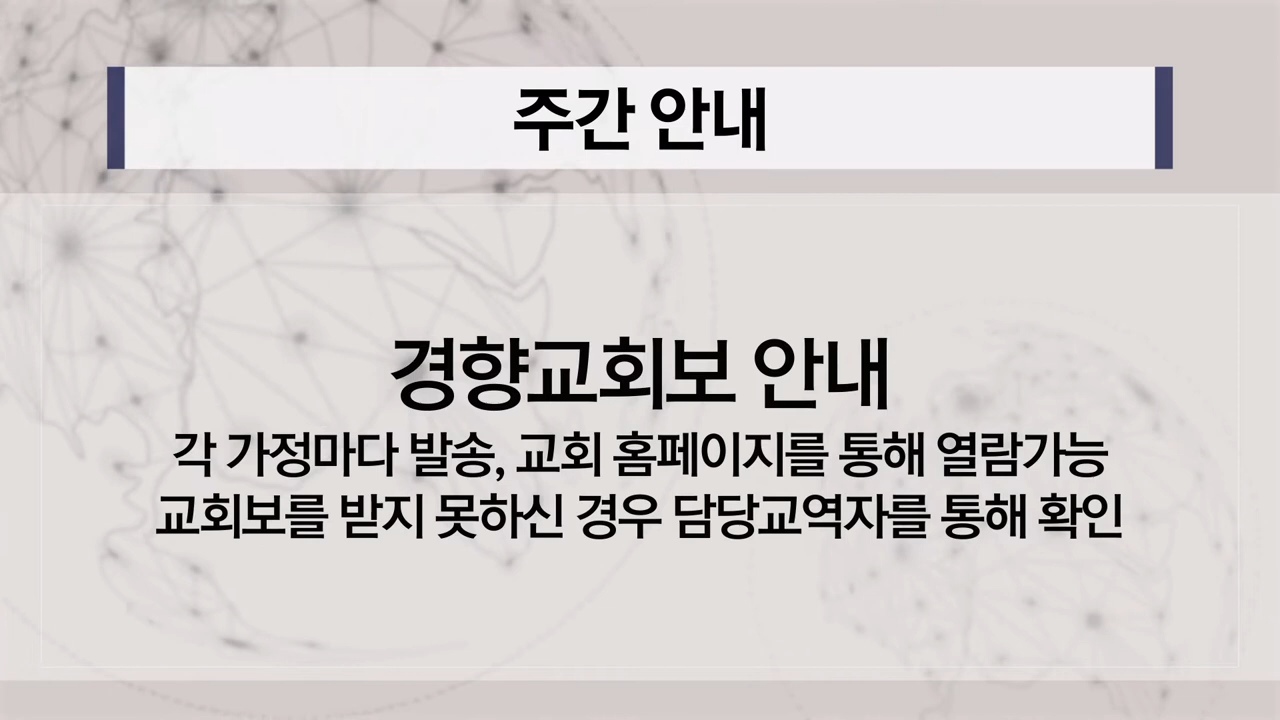 주간 안내
경향교회보 안내
각 가정마다 발송, 교회 홈페이지를 통해 열람가능
교회보를 받지 못하신 경우 담당교역자를 통해 확인